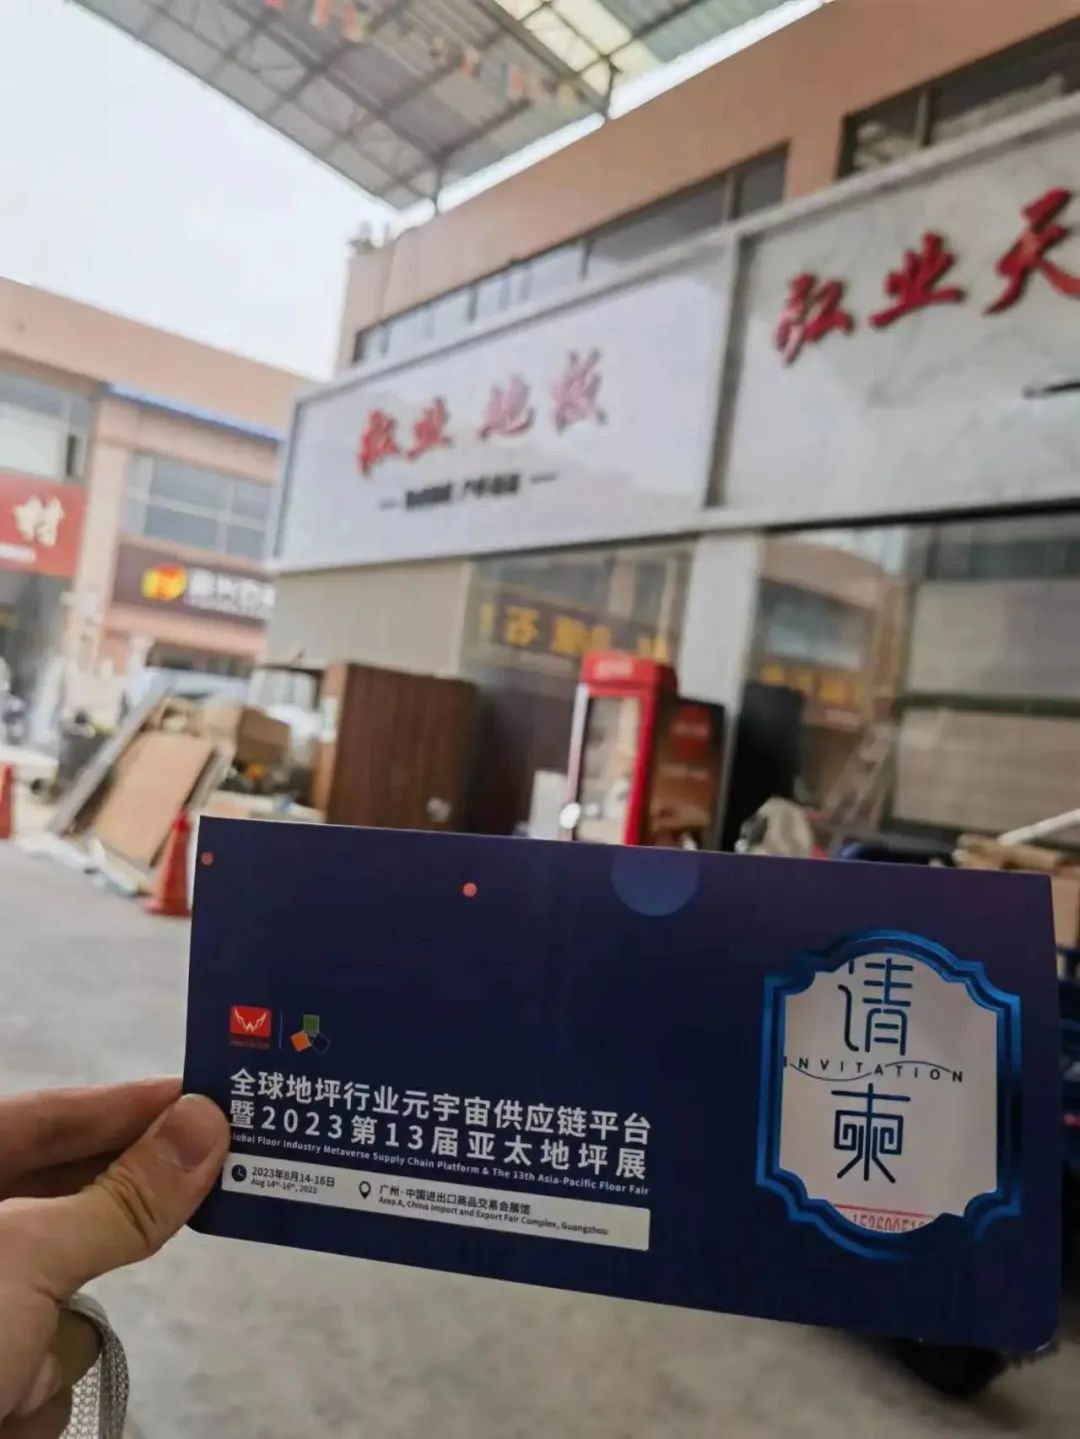 弘业天
弘业地板
材
请
INVITATION
柬
全球地坪行业元宇宙供应链平台
暨2023第13届亚太地坪展
Global Floor Industry Metaverse Supply Chain Platform & The 13th Asia-Pacific Floor Fair
2023年8月14-16日
Aug 14th-16th, 2023
广州·中国进出口商品交易会展馆
Area A, China Import and Export Fair Complex, Guangzhou